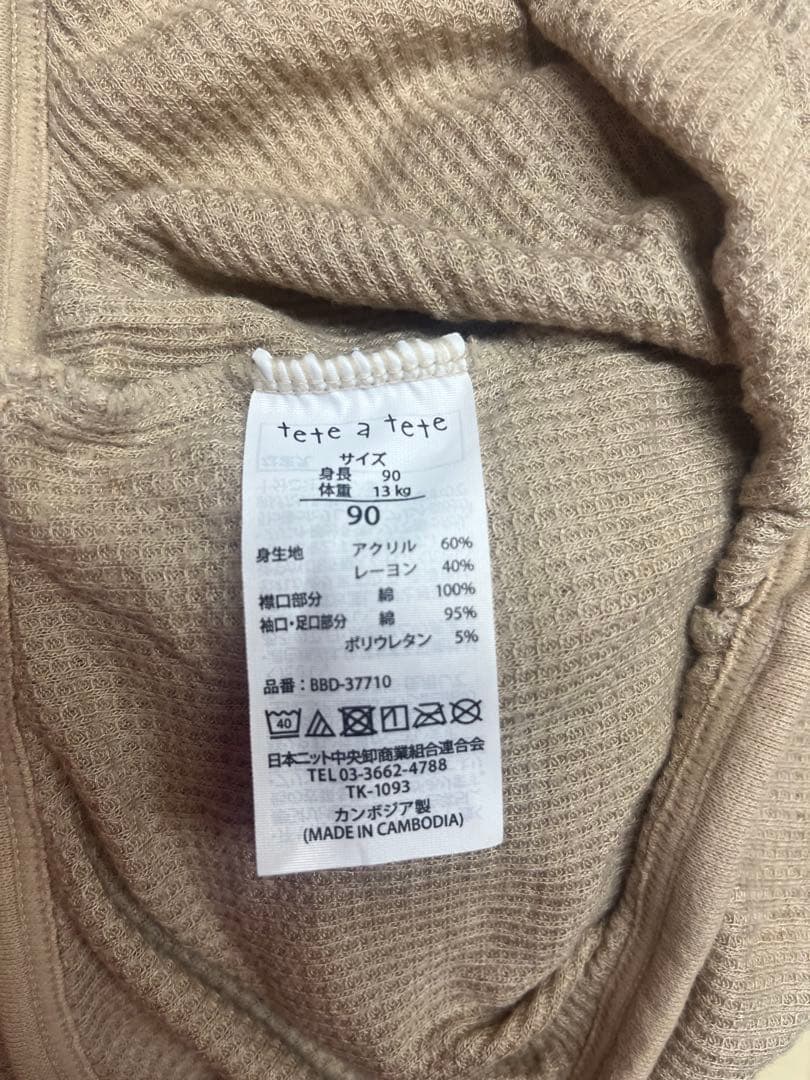 tete a tete
サイズ
身長 90
体重 13kg
90
身生地 アクリル 60%
レーヨン 40%
襟口部分 綿 100%
袖口・足口部分 綿 95%
ポリウレタン 5%
品番：BBD-37710
40
日本ニット中央卸商業組合連合会
TEL 03-3662-4788
TK-1093
カンボジア製
(MADE IN CAMBODIA)